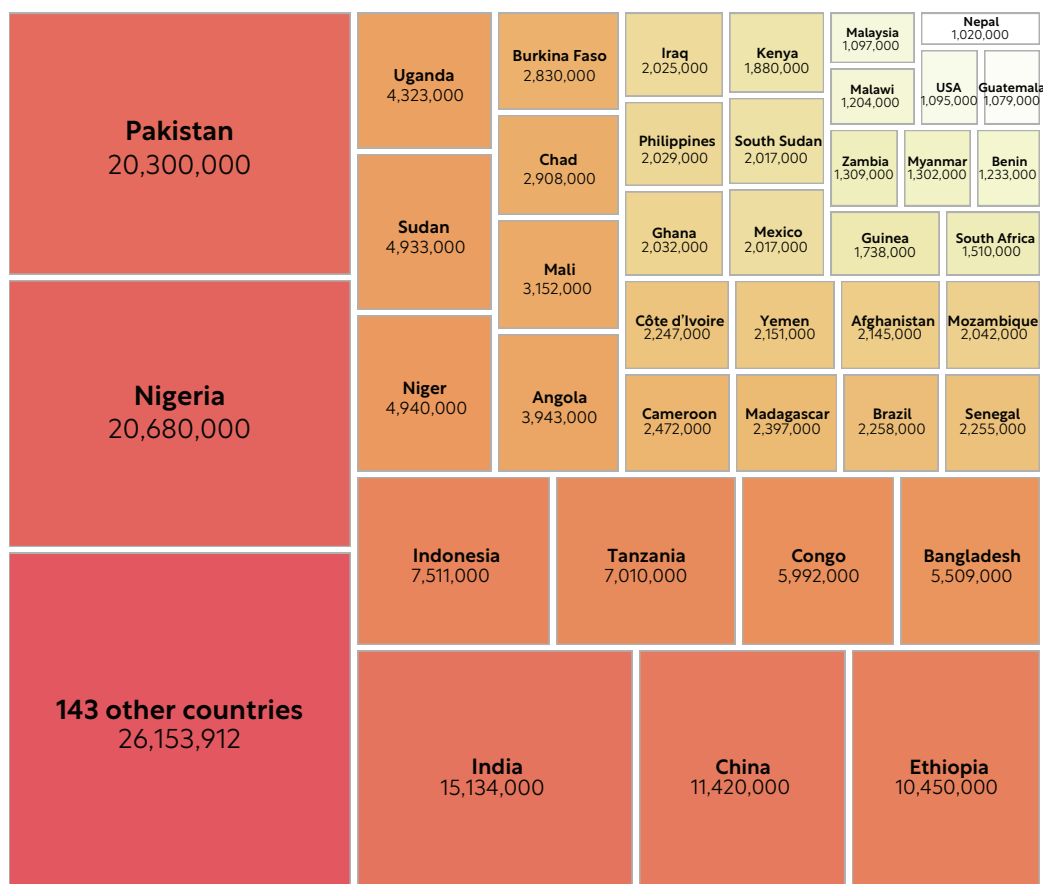 Pakistan
20,300,000
Nigeria
20,680,000
143 other countries
26,153,912
Uganda
4,323,000
Sudan
4,933,000
Niger
4,940,000
Burkina Faso
2,830,000
Chad
2,908,000
Mali
3,152,000
Angola
3,943,000
Iraq
2,025,000
Kenya
1,880,000
Philippines
2,029,000
South Sudan
2,017,000
Ghana
2,032,000
Mexico
2,017,000
Malaysia
1,097,000
Nepal
1,020,000
Malawi
1,204,000
USA
1,095,000
Guatemala
1,079,000
Zambia
1,309,000
Myanmar
1,302,000
Benin
1,233,000
Guinea
1,738,000
South Africa
1,510,000
Côte d'Ivoire
2,247,000
Yemen
2,151,000
Afghanistan
2,145,000
Mozambique
2,042,000
Cameroon
2,472,000
Madagascar
2,397,000
Brazil
2,258,000
Senegal
2,255,000
Indonesia
7,511,000
Tanzania
7,010,000
Congo
5,992,000
Bangladesh
5,509,000
India
15,134,000
China
11,420,000
Ethiopia
10,450,000